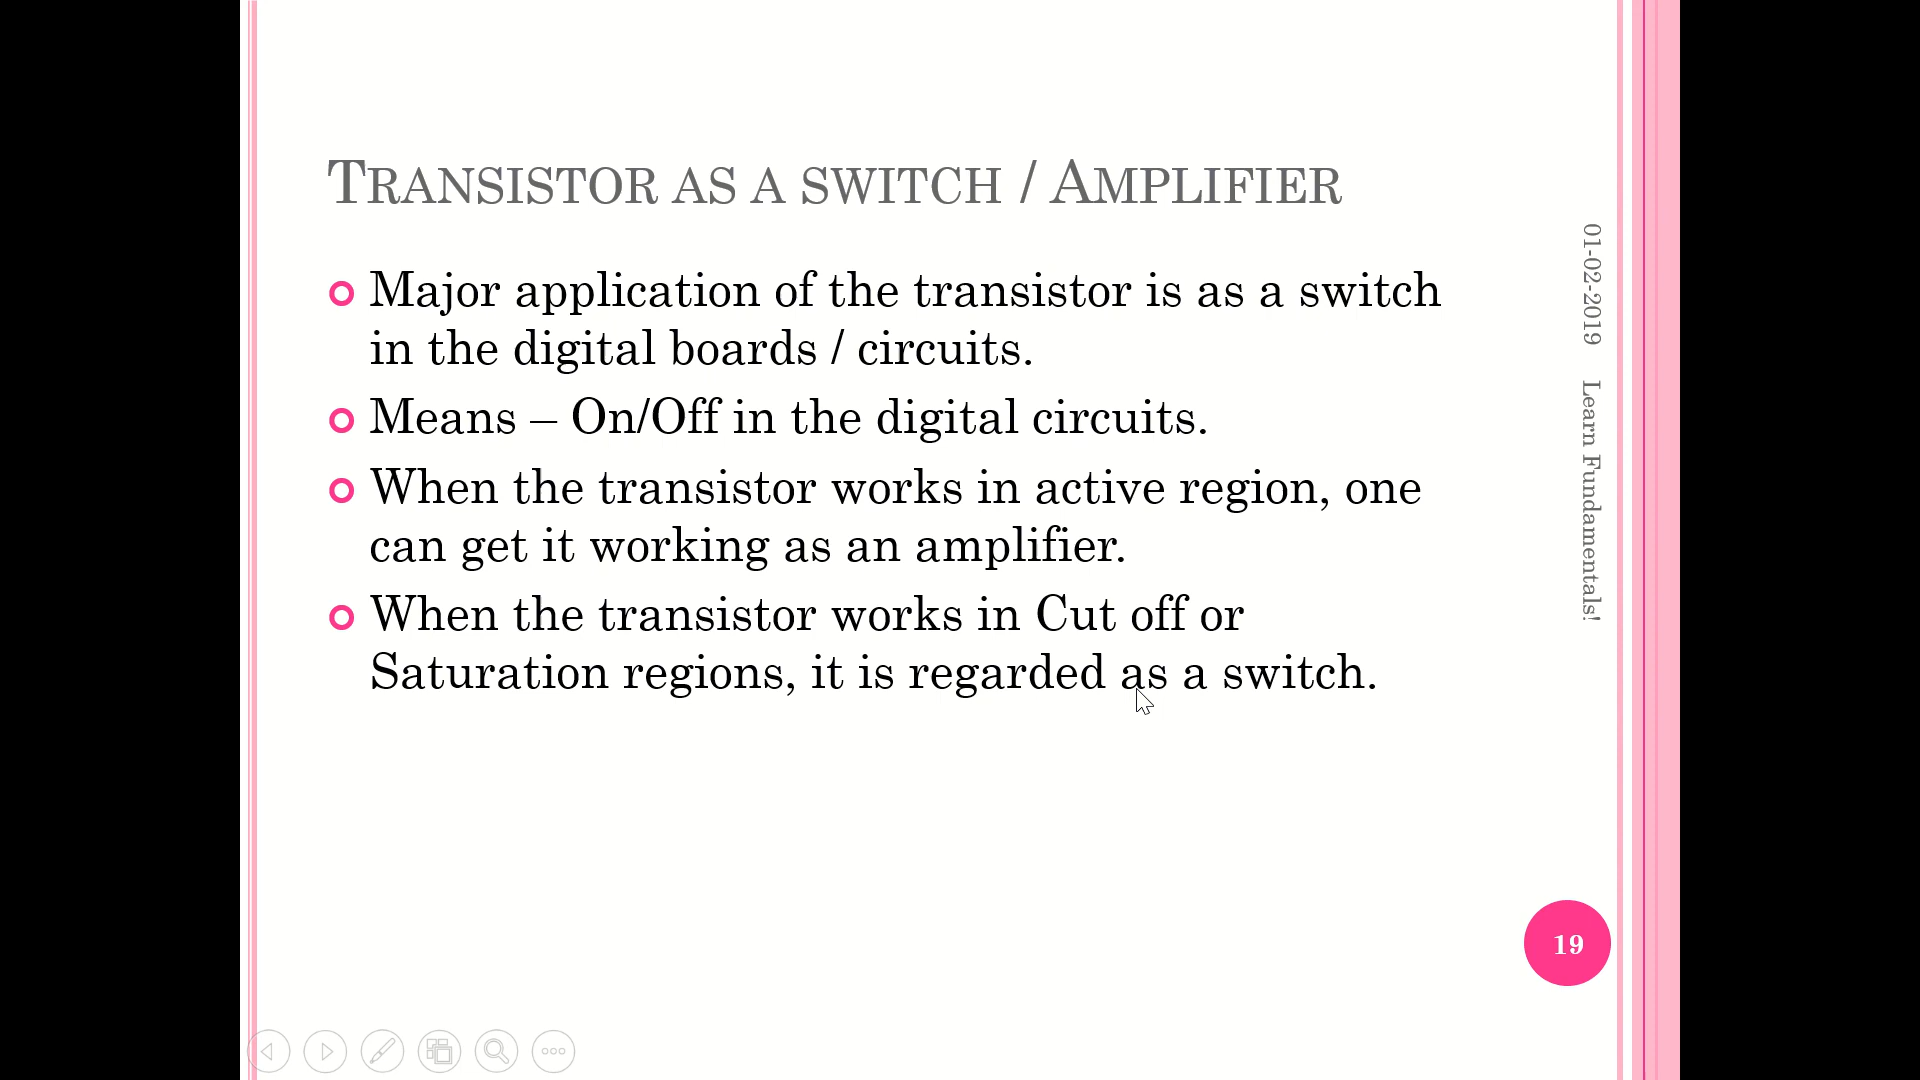 TRANSISTOR AS A SWITCH / AMPLIFIER
Major application of the transistor is as a switch
in the digital boards / circuits.
Means – On/Off in the digital circuits.
When the transistor works in active region, one
can get it working as an amplifier.
When the transistor works in Cut off or
Saturation regions, it is regarded as a switch.
01-02-2019
Learn Fundamentals!
19